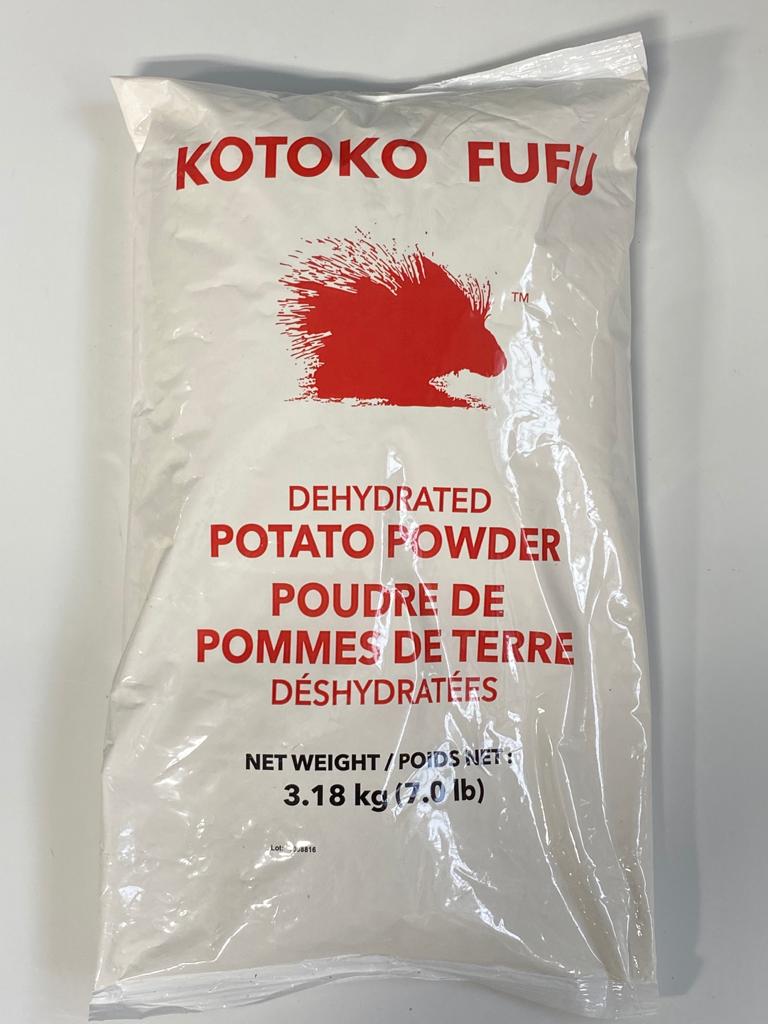 KOTOKO FUFU
TM
DEHYDRATED
POTATO POWDER
POUDRE DE
POMMES DE TERRE
DÉSHYDRATÉES
NET WEIGHT / POIDS NET :
3.18 kg (7.0 lb)
Lot: